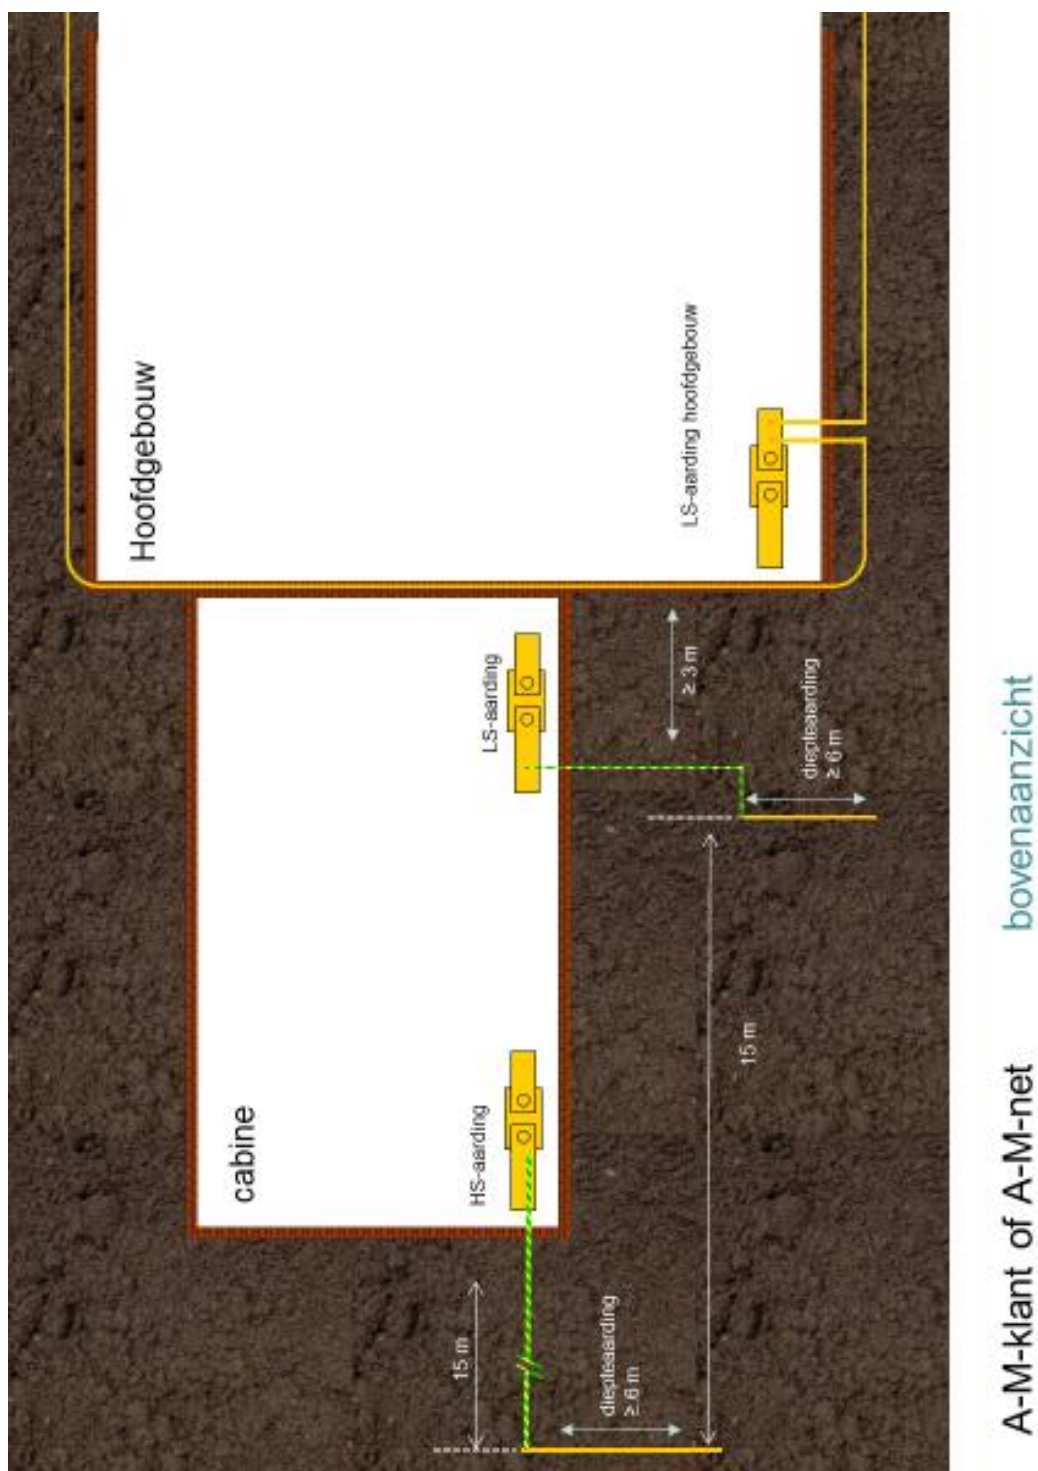 Hoofdgebouw
LS-aarding hoofdgebouw
cabine
HS-aarding
LS-aarding
≥ 3 m
diepteaarding
≥ 6 m
15 m
15 m
diepteaarding
≥ 6 m
A-M-klant of A-M-net bovenaanzicht